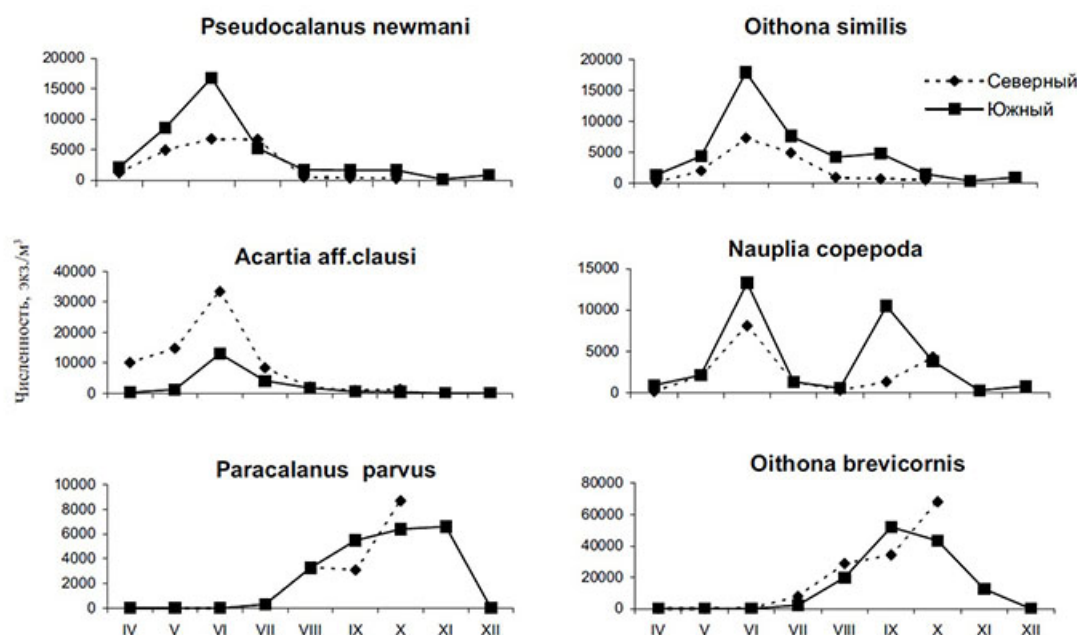 Pseudocalanus newmani
20000
15000
10000
5000
0
Oithona similis
20000
15000
10000
5000
0
Северный
Южный
Численность, экз./м³
Acartia aff.clausi
40000
30000
20000
10000
0
Nauplia copepoda
15000
10000
5000
0
Paracalanus parvus
10000
8000
6000
4000
2000
0
IV V VI VII VIII IX X XI XII
Oithona brevicornis
80000
60000
40000
20000
0
IV V VI VII VIII IX X XI XII